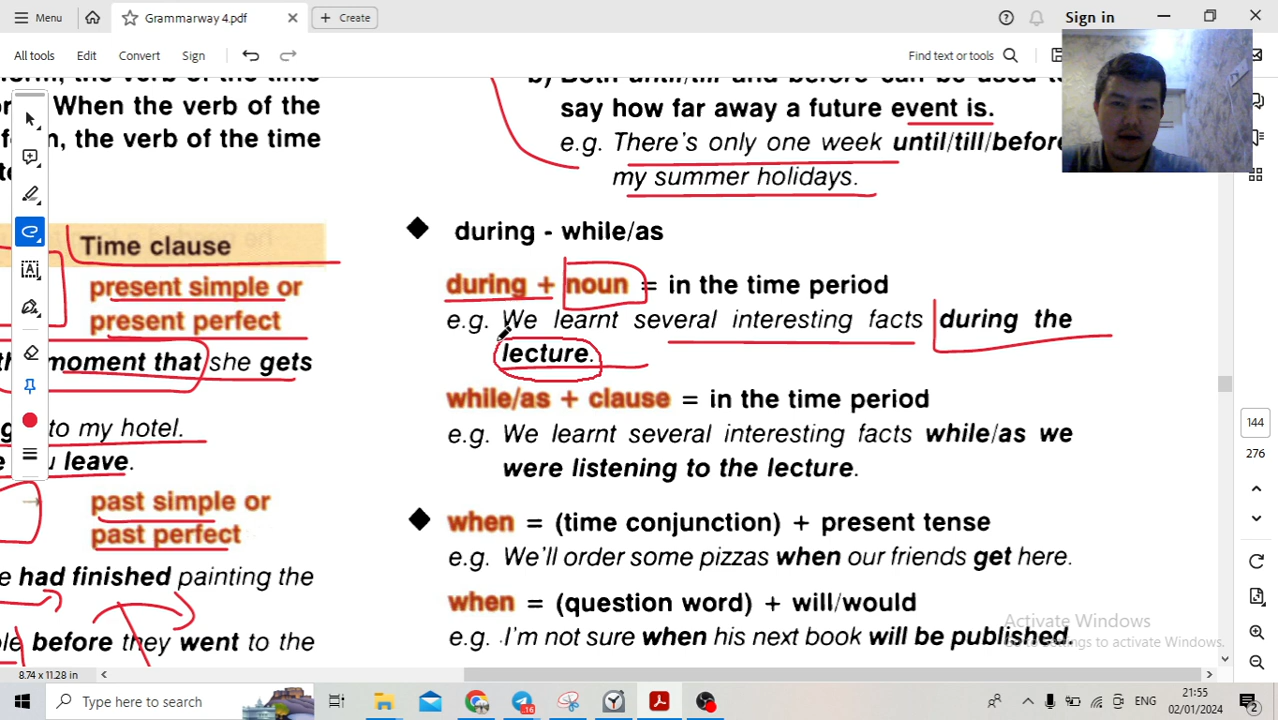 Menu
Grammarway 4.pdf
Create
Sign in
All tools
Edit
Convert
Sign
Find text or tools
. When the verb of the
, the verb of the time
Time clause
present simple or
present perfect
moment that she gets
to my hotel.
leave.
past simple or
past perfect
had finished painting the
before they went to the
b) Both until/till and before can be used to
say how far away a future event is.
e.g. There's only one week until/till/before
my summer holidays.
during - while/as
during + noun = in the time period
e.g. We learnt several interesting facts during the
lecture.
while/as + clause = in the time period
e.g. We learnt several interesting facts while/as we
were listening to the lecture.
when = (time conjunction) + present tense
e.g. We'll order some pizzas when our friends get here.
when = (question word) + will/would
e.g. I'm not sure when his next book will be published.
Activate Windows
Go to Settings to activate Windows.
144
276
8.74 x 11.28 in
Type here to search
.16
ENG
21:55
02/01/2024
2